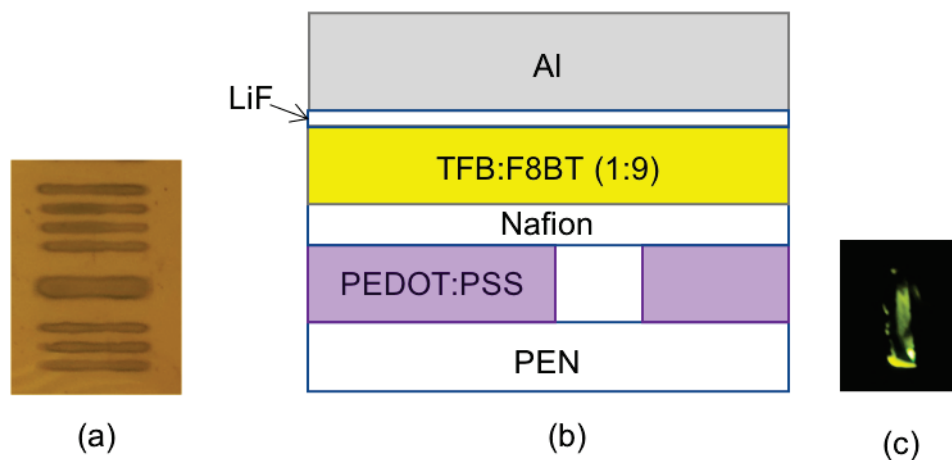 Al
LiF
TFB:F8BT (1:9)
Nafion
PEDOT:PSS
PEN
(a)
(b)
(c)